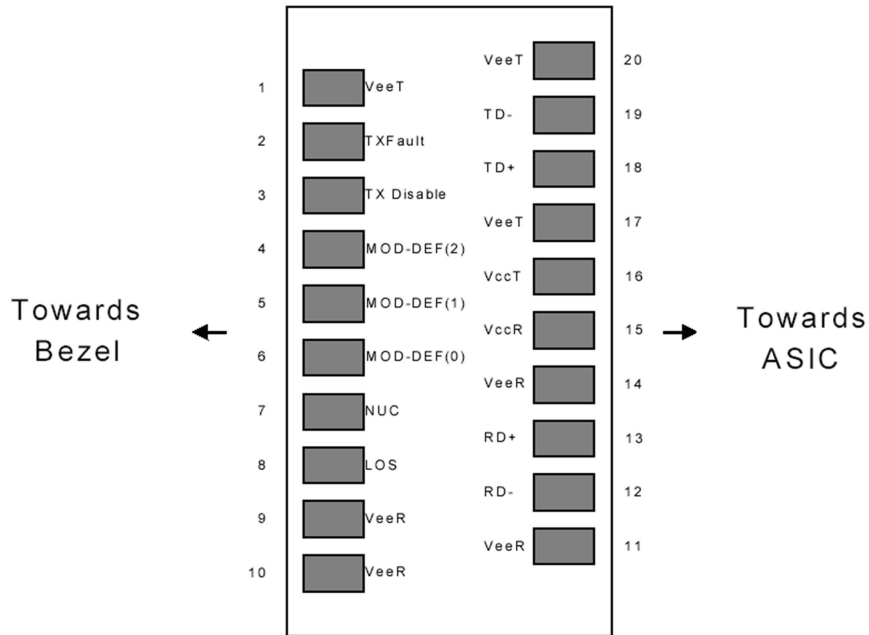 Towards
Bezel
1 VeeT
2 TXFault
3 TX Disable
4 MOD-DEF(2)
5 MOD-DEF(1)
6 MOD-DEF(0)
7 NUC
8 LOS
9 VeeR
10 VeeR
VeeT 20
TD- 19
TD+ 18
VeeT 17
VccT 16
VccR 15
VeeR 14
RD+ 13
RD- 12
VeeR 11
Towards
ASIC